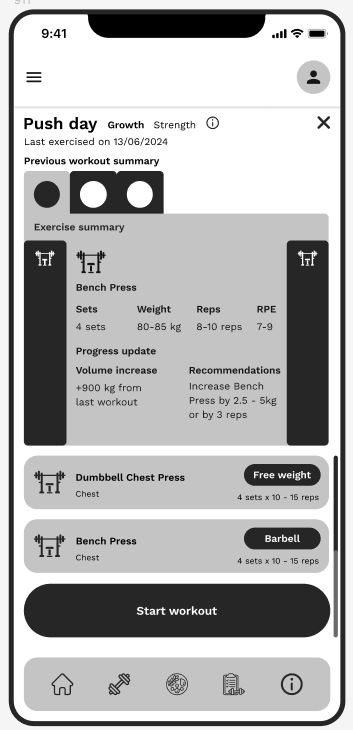 9:41
Push day Growth Strength
Last exercised on 13/06/2024
Previous workout summary
Exercise summary
Bench Press
Sets Weight Reps RPE
4 sets 80-85 kg 8-10 reps 7-9
Progress update
Volume increase
+900 kg from
last workout
Recommendations
Increase Bench
Press by 2.5 - 5kg
or by 3 reps
Dumbbell Chest Press
Chest
Free weight
4 sets x 10 - 15 reps
Bench Press
Chest
Barbell
4 sets x 10 - 15 reps
Start workout